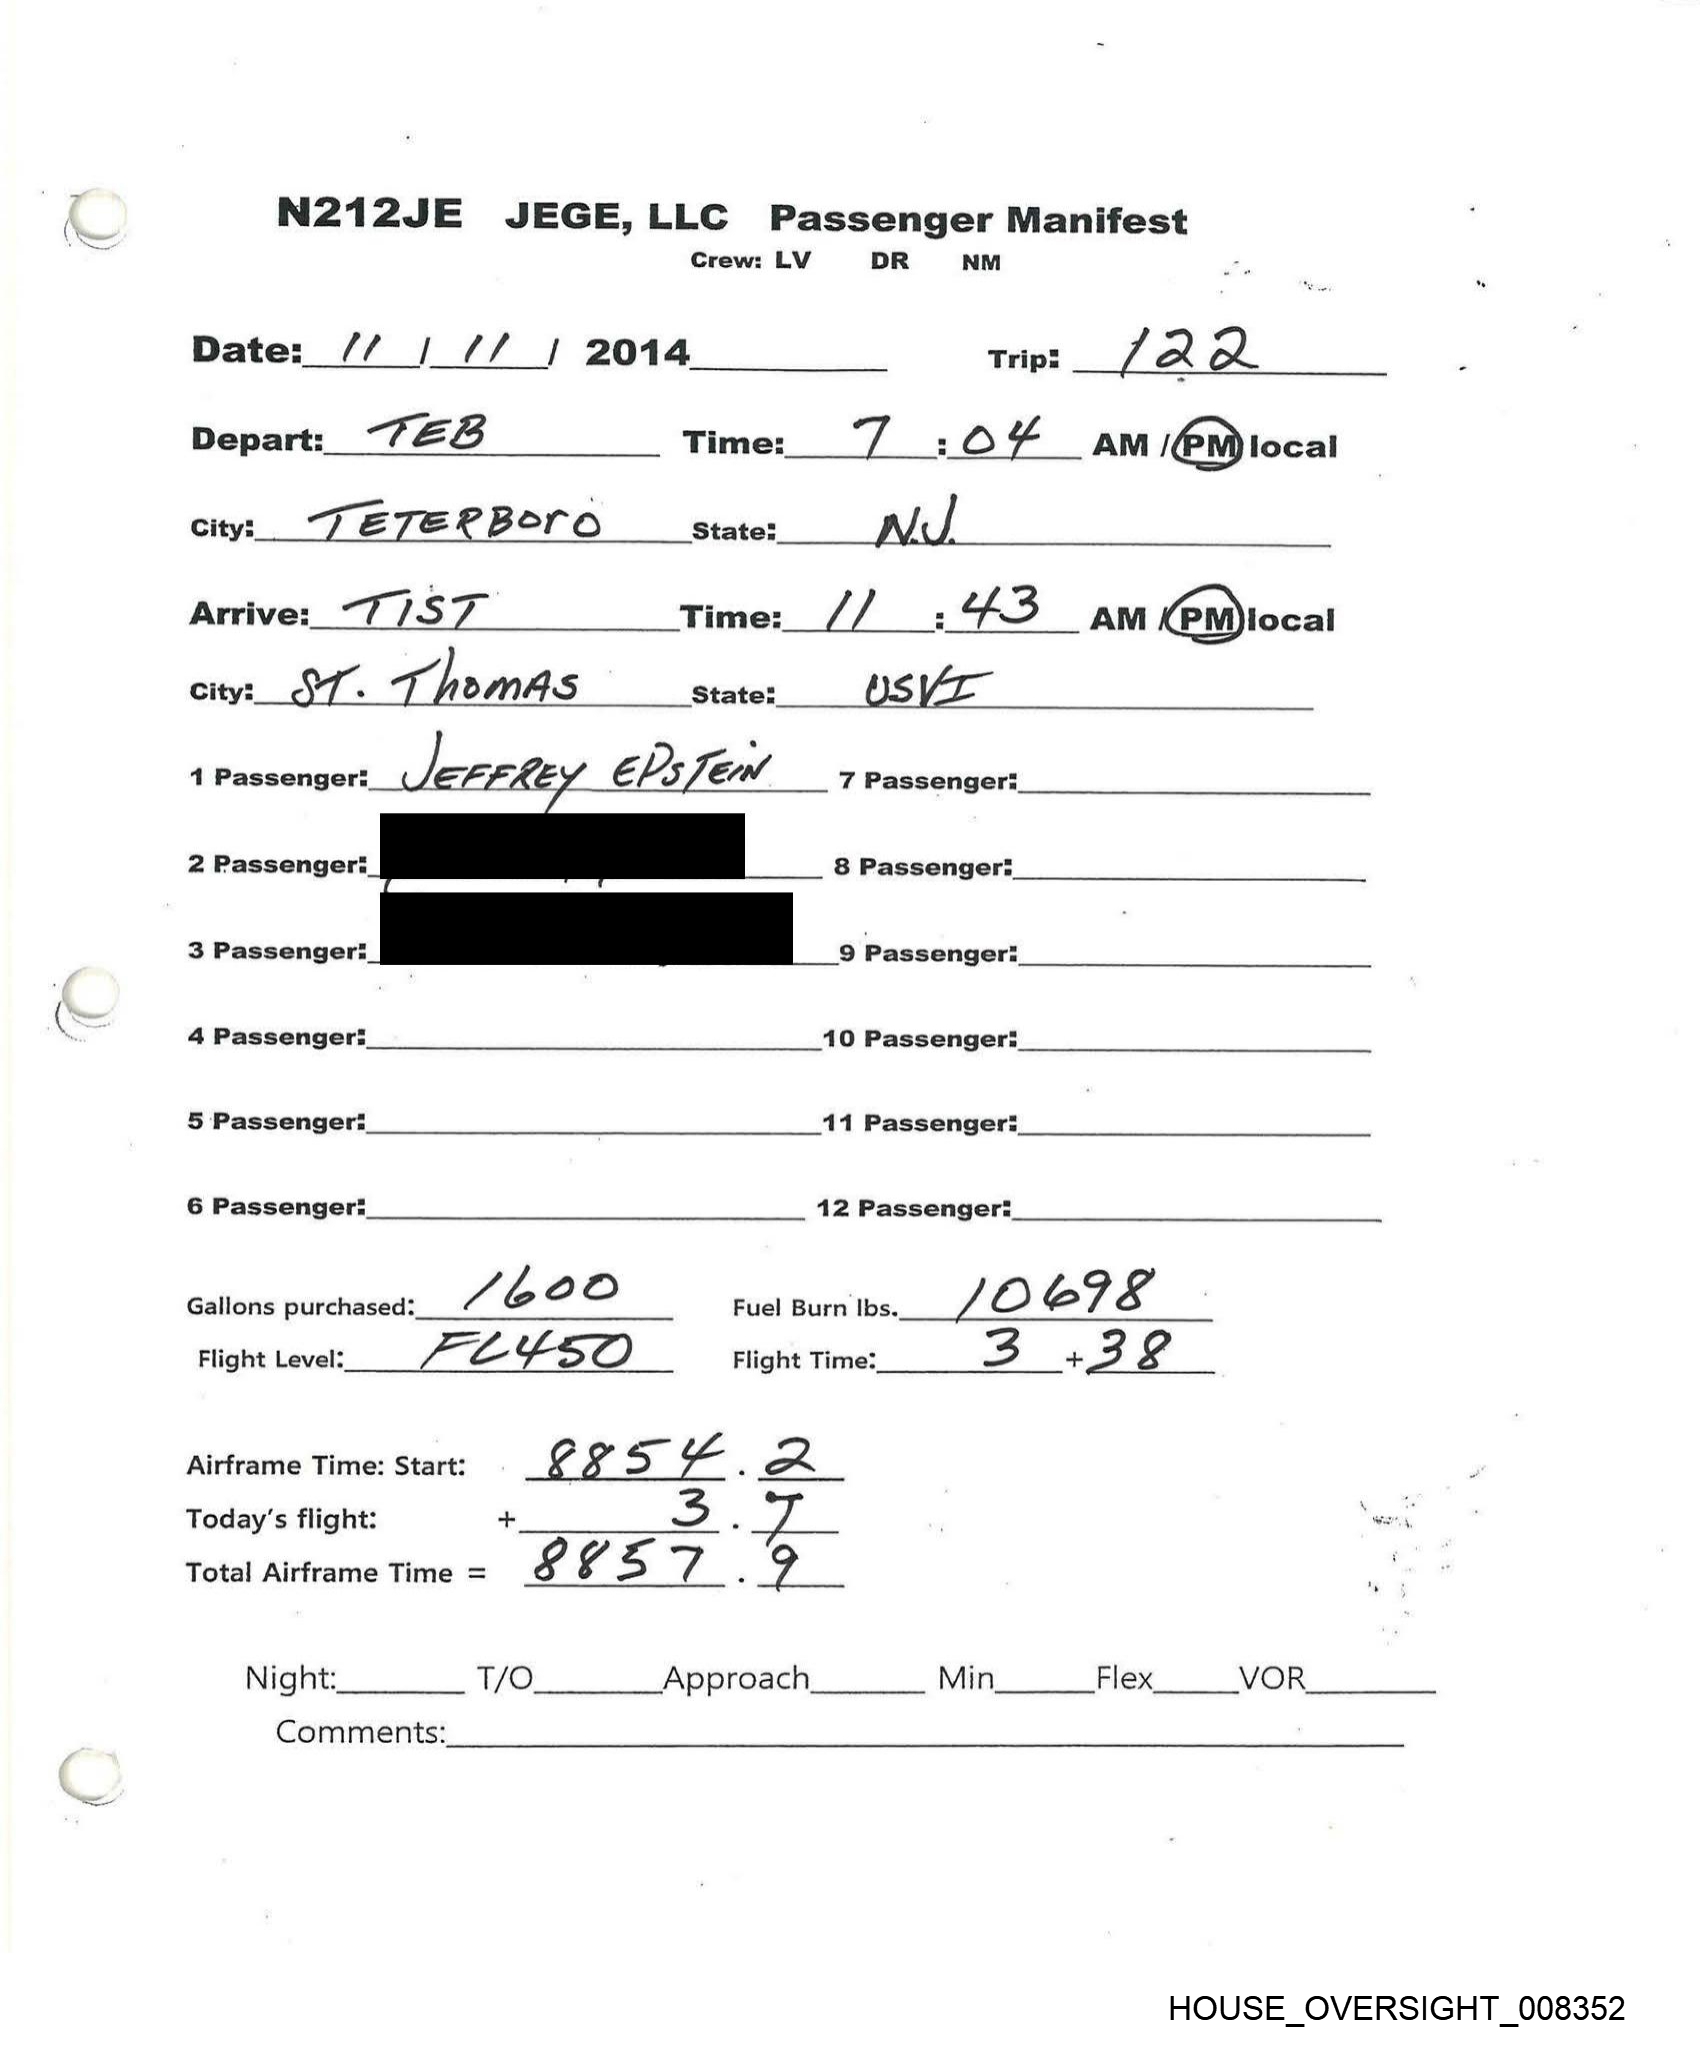 N212JE JEGE, LLC Passenger Manifest
Crew: LV DR NM
Date: 11 / 11 / 2014 Trip: 122
Depart: TEB Time: 7 : 04 AM / PM local
City: TETERBORO State: N.J.
Arrive: TIST Time: 11 : 43 AM / PM local
City: ST. THOMAS State: USVI
1 Passenger: JEFFREY EPSTEIN 7 Passenger:
2 Passenger: 8 Passenger:
3 Passenger: 9 Passenger:
4 Passenger: 10 Passenger:
5 Passenger: 11 Passenger:
6 Passenger: 12 Passenger:
Gallons purchased: 1600 Fuel Burn lbs. 10698
Flight Level: FL450 Flight Time: 3 + 38
Airframe Time: Start: 8854 . 2
Today's flight: + 3 . 7
Total Airframe Time = 8857 . 9
Night: T/O Approach Min Flex VOR
Comments:
HOUSE_OVERSIGHT_008352